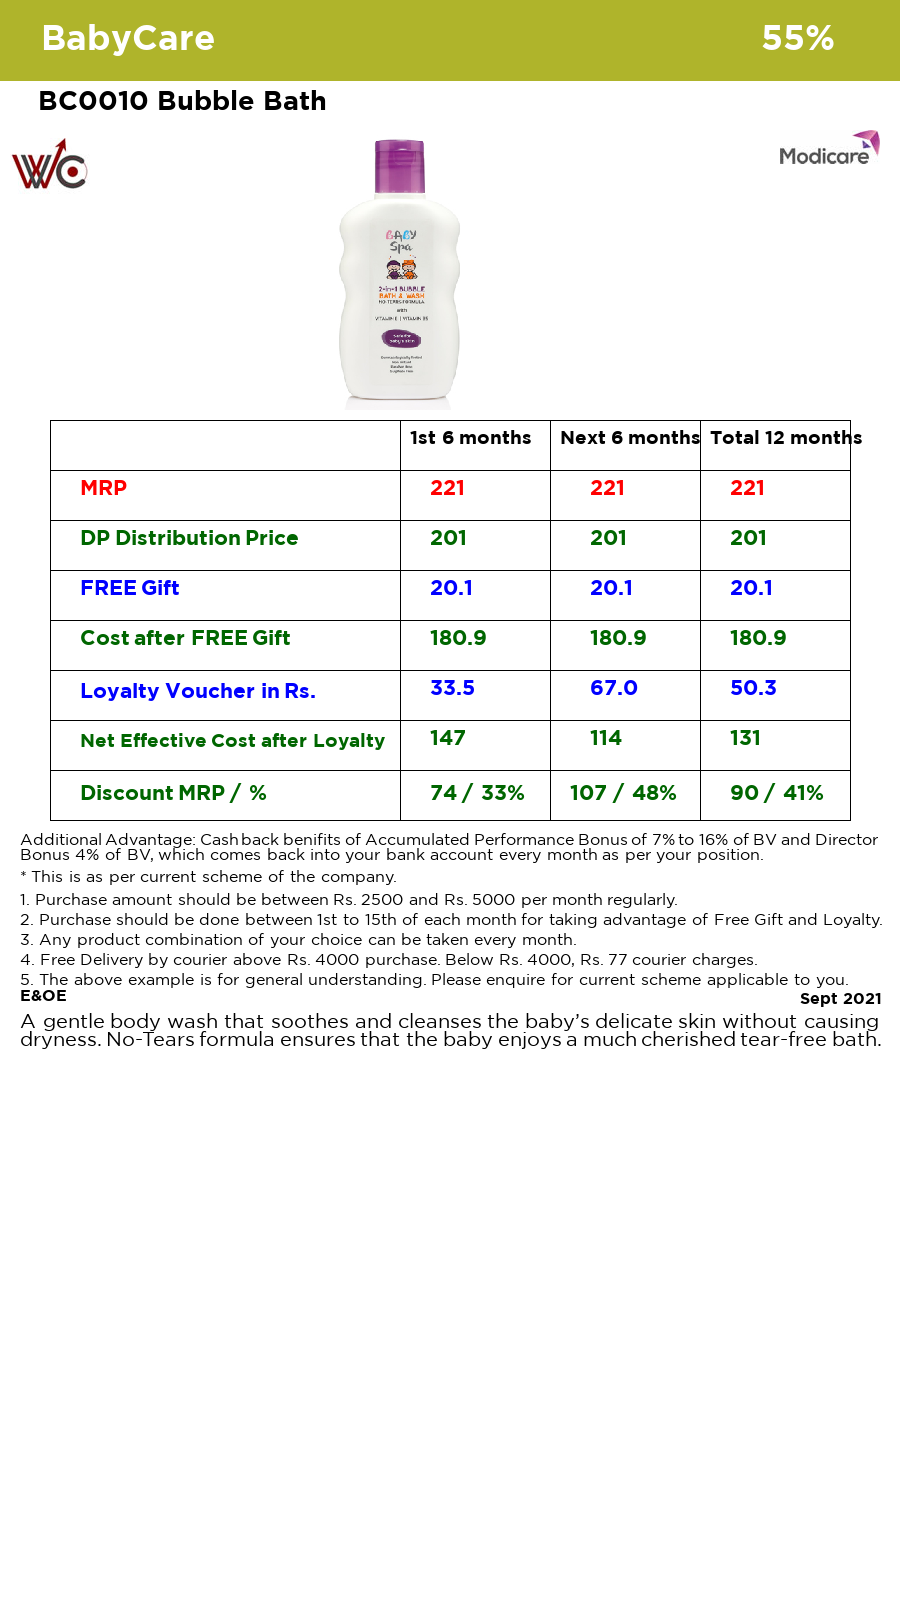 BabyCare 55%
BC0010 Bubble Bath
WC
Modicare
BABY
Spa
2-in-1 BUBBLE
BATH & WASH
NO-TEARS FORMULA
WITH
VITAMIN E | VITAMIN B5
Safe for
baby's skin
Dermatologically Tested
Paraben Free
1st 6 months Next 6 months Total 12 months
MRP 221 221 221
DP Distribution Price 201 201 201
FREE Gift 20.1 20.1 20.1
Cost after FREE Gift 180.9 180.9 180.9
Loyalty Voucher in Rs. 33.5 67.0 50.3
Net Effective Cost after Loyalty 147 114 131
Discount MRP / % 74 / 33% 107 / 48% 90 / 41%
Additional Advantage: Cashback benifits of Accumulated Performance Bonus of 7% to 16% of BV and Director
Bonus 4% of BV, which comes back into your bank account every month as per your position.
* This is as per current scheme of the company.
1. Purchase amount should be between Rs. 2500 and Rs. 5000 per month regularly.
2. Purchase should be done between 1st to 15th of each month for taking advantage of Free Gift and Loyalty.
3. Any product combination of your choice can be taken every month.
4. Free Delivery by courier above Rs. 4000 purchase. Below Rs. 4000, Rs. 77 courier charges.
5. The above example is for general understanding. Please enquire for current scheme applicable to you.
E&OE
Sept 2021
A gentle body wash that soothes and cleanses the baby’s delicate skin without causing
dryness. No-Tears formula ensures that the baby enjoys a much cherished tear-free bath.